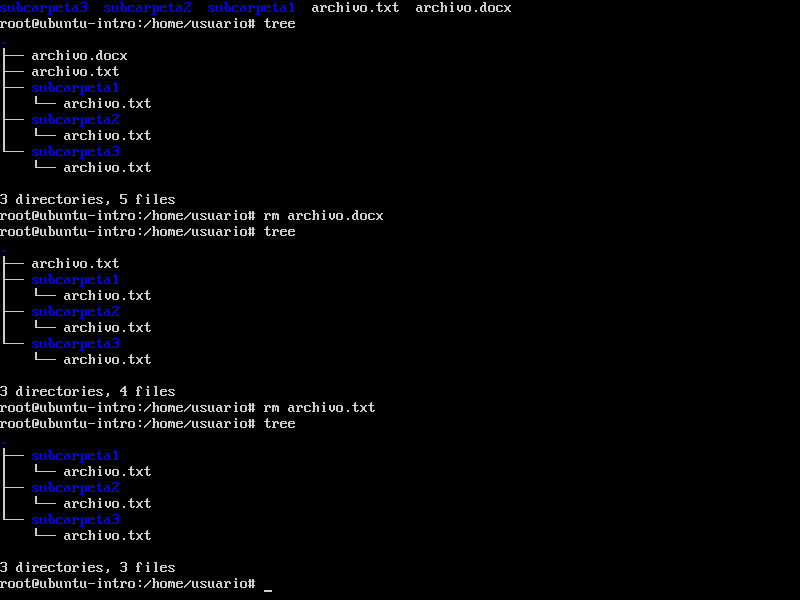 subcarpeta3  subcarpeta2  subcarpeta1  archivo.txt  archivo.docx
root@ubuntu-intro:/home/usuario# tree
.
├── archivo.docx
├── archivo.txt
├── subcarpeta1
│   └── archivo.txt
├── subcarpeta2
│   └── archivo.txt
└── subcarpeta3
    └── archivo.txt

3 directories, 5 files
root@ubuntu-intro:/home/usuario# rm archivo.docx
root@ubuntu-intro:/home/usuario# tree
.
├── archivo.txt
├── subcarpeta1
│   └── archivo.txt
├── subcarpeta2
│   └── archivo.txt
└── subcarpeta3
    └── archivo.txt

3 directories, 4 files
root@ubuntu-intro:/home/usuario# rm archivo.txt
root@ubuntu-intro:/home/usuario# tree
.
├── subcarpeta1
│   └── archivo.txt
├── subcarpeta2
│   └── archivo.txt
└── subcarpeta3
    └── archivo.txt

3 directories, 3 files
root@ubuntu-intro:/home/usuario# _